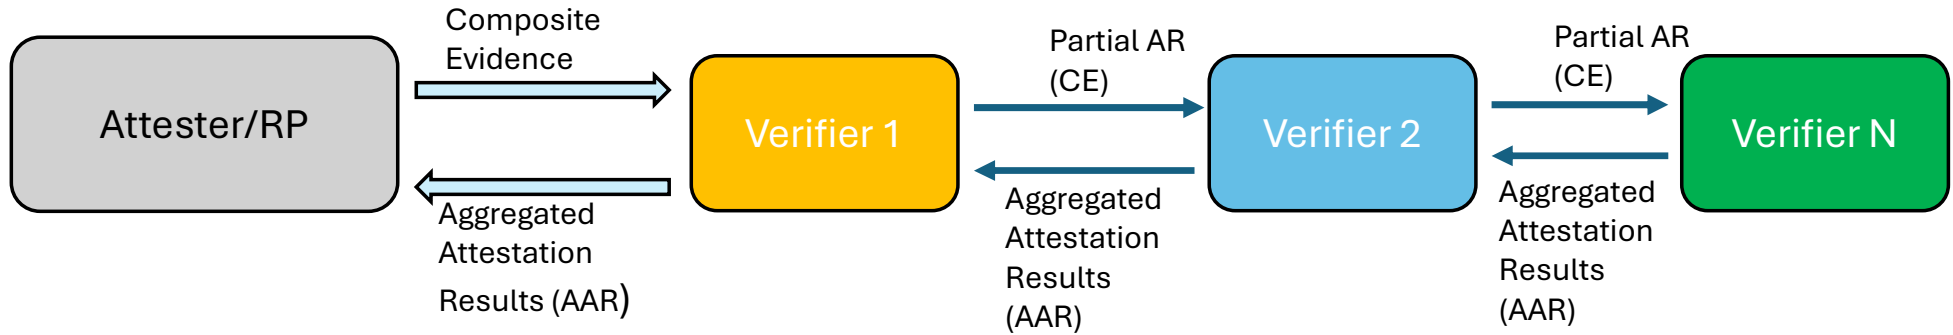 Attester/RP
Composite
Evidence
Aggregated
Attestation
Results (AAR)
Verifier 1
Partial AR
(CE)
Aggregated
Attestation
Results
(AAR)
Verifier 2
Partial AR
(CE)
Aggregated
Attestation
Results
(AAR)
Verifier N